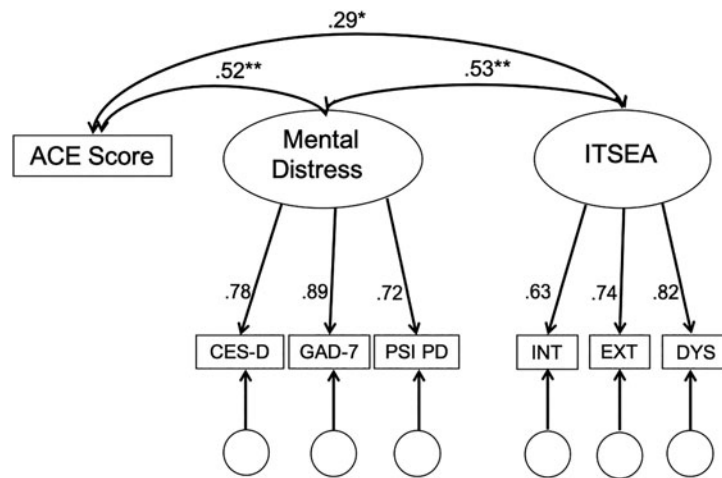 .29*
.52**
.53**
ACE Score
Mental
Distress
ITSEA
.78
.89
.72
.63
.74
.82
CES-D
GAD-7
PSI PD
INT
EXT
DYS